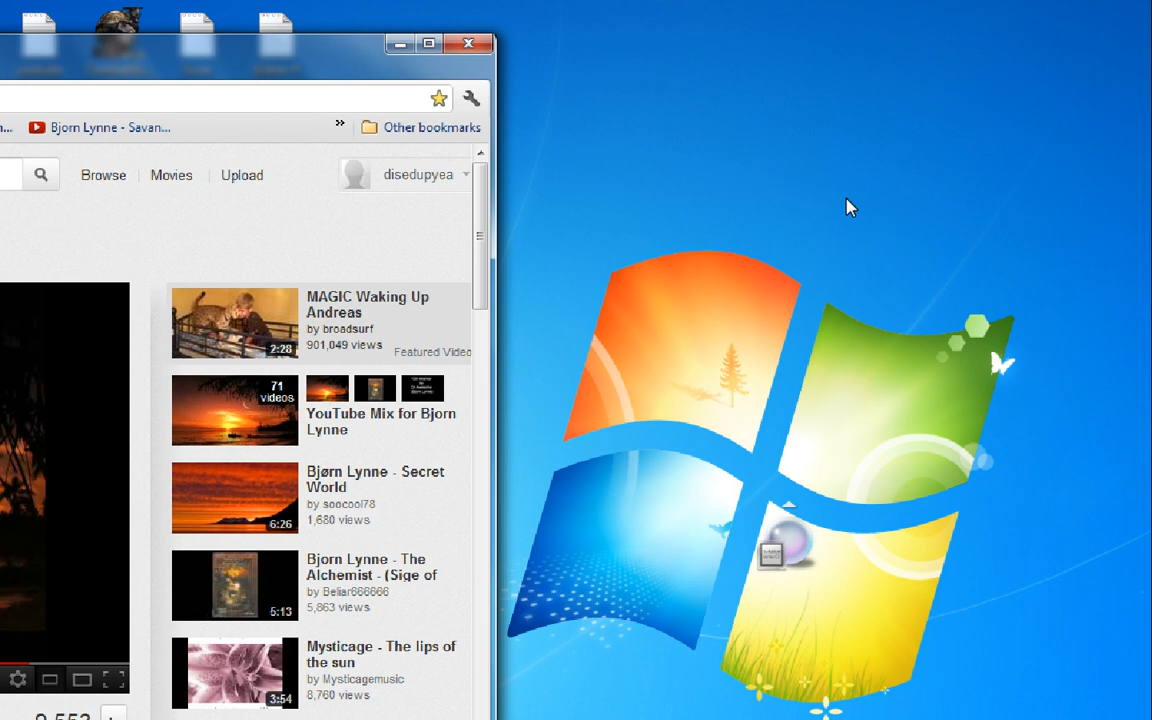 n...
Bjorn Lynne - Savan...
»
Other bookmarks
Browse
Movies
Upload
disedupyea
MAGIC Waking Up
Andreas
by broadsurf
901,049 views
Featured Video
2:28
71
videos
YouTube Mix for Bjorn
Lynne
Bjørn Lynne - Secret
World
by soocool78
1,680 views
6:26
Bjorn Lynne - The
Alchemist - (Sige of
by Beliar666666
5,863 views
5:13
Mysticage - The lips of
the sun
by Mysticagemusic
8,760 views
3:54
9,553